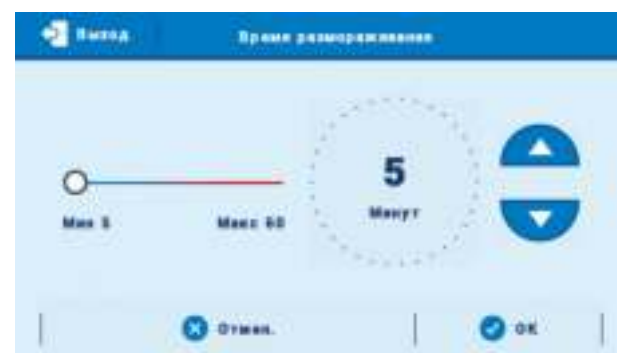 Выход
Время размораживания
5
Минут
Мин 5
Макс 60
Отмен.
OK